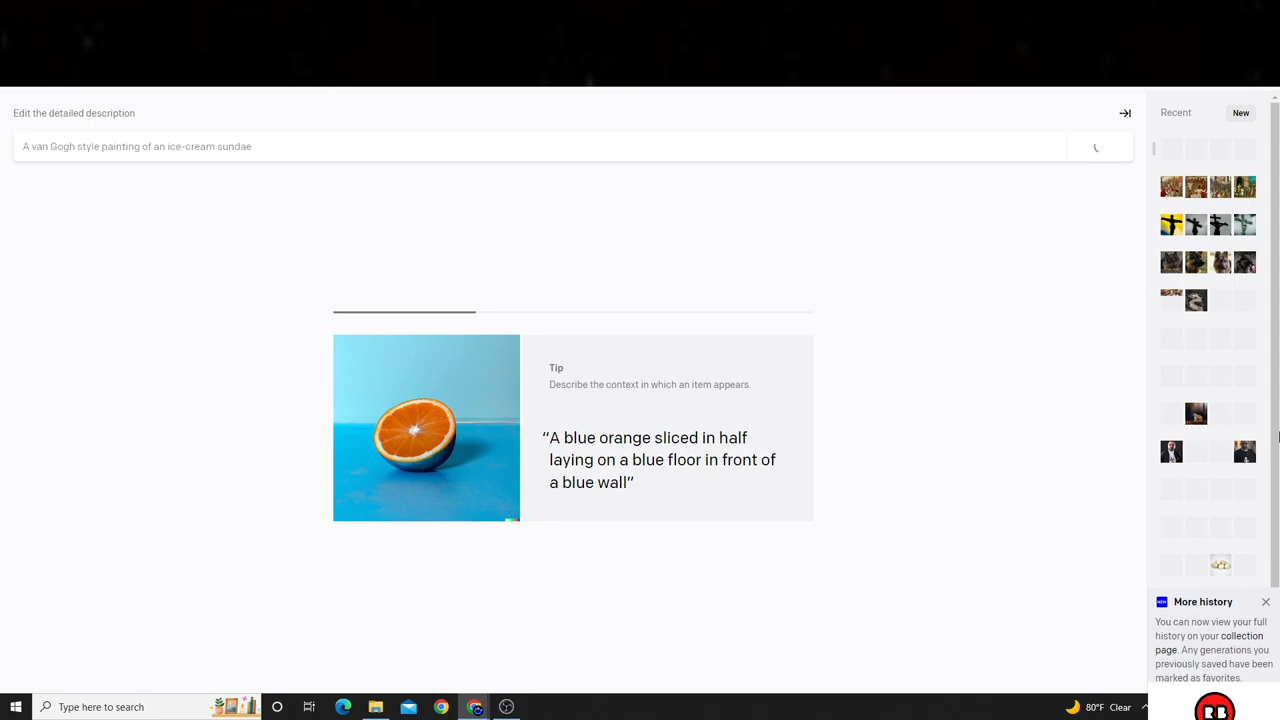 Edit the detailed description
Recent
New
A van Gogh style painting of an ice-cream sundae
Tip
Describe the context in which an item appears.
“A blue orange sliced in half
laying on a blue floor in front of
a blue wall”
NEW
More history
You can now view your full
history on your collection
page. Any generations you
previously saved have been
marked as favorites.
Type here to search
80°F Clear
RB